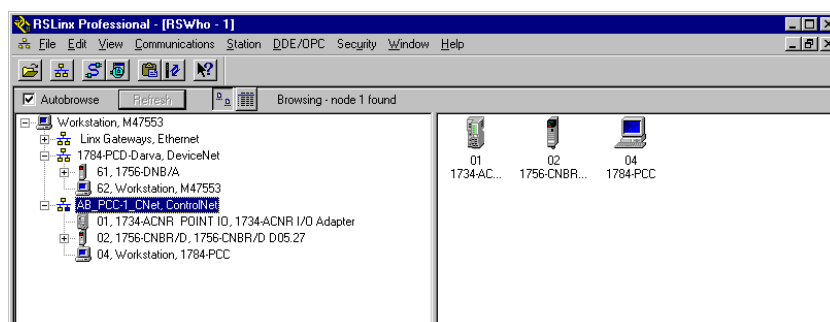 RSLinx Professional - [RSWho - 1]
File Edit View Communications Station DDE/OPC Security Window Help
Autobrowse Refresh Browsing - node 1 found
Workstation, M47553
Linx Gateways, Ethernet
1784-PCD-Darva, DeviceNet
61, 1756-DNB/A
62, Workstation, M47553
AB_PCC-1_CNet, ControlNet
01, 1734-ACNR POINT IO, 1734-ACNR I/O Adapter
02, 1756-CNBR/D, 1756-CNBR/D D05.27
04, Workstation, 1784-PCC
01 02 04
1734-AC... 1756-CNBR... 1784-PCC